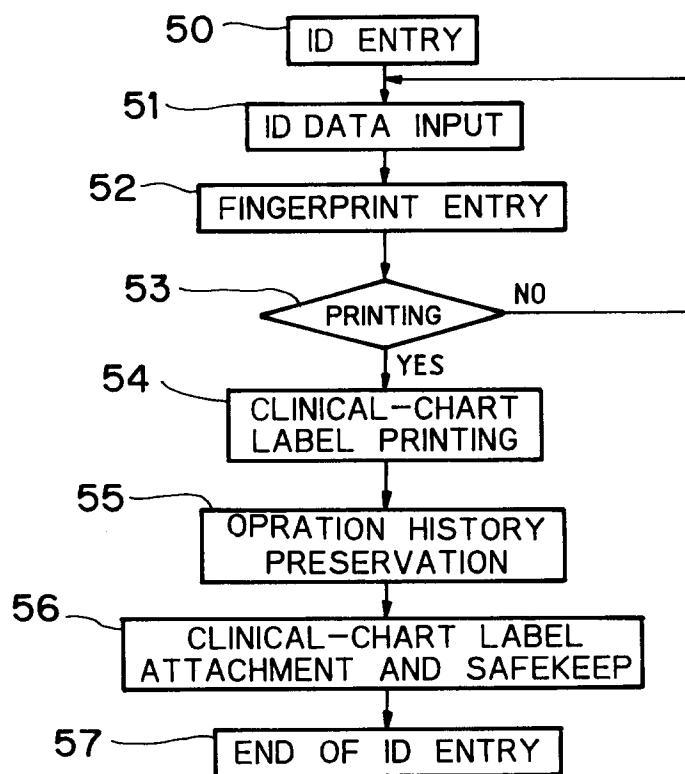 50
ID ENTRY
51
ID DATA INPUT
52
FINGERPRINT ENTRY
53
PRINTING
NO
YES
54
CLINICAL-CHART
LABEL PRINTING
55
OPRATION HISTORY
PRESERVATION
56
CLINICAL-CHART LABEL
ATTACHMENT AND SAFEKEEP
57
END OF ID ENTRY